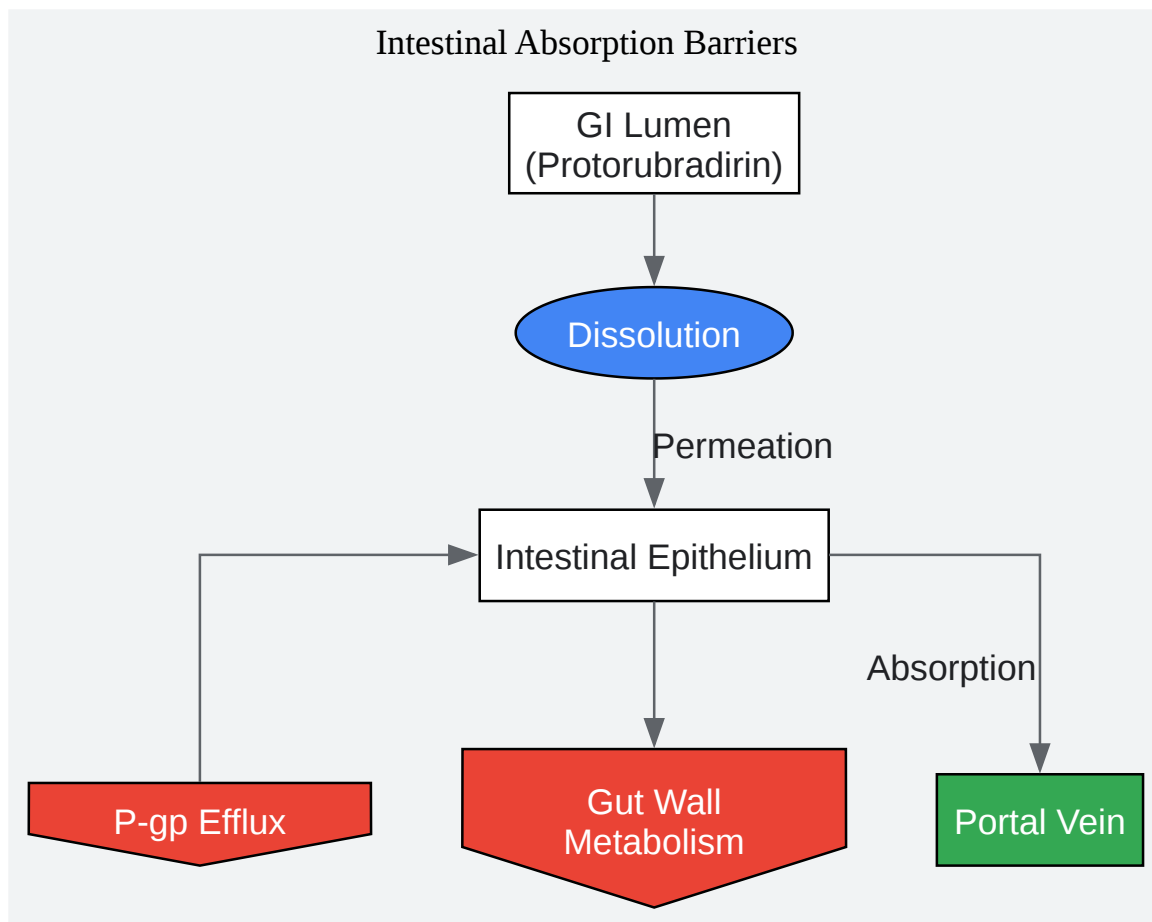 Intestinal Absorption Barriers
GI Lumen
(Protorubradirin)
Dissolution
Permeation
Intestinal Epithelium
Absorption
P-gp Efflux
Gut Wall
Metabolism
Portal Vein